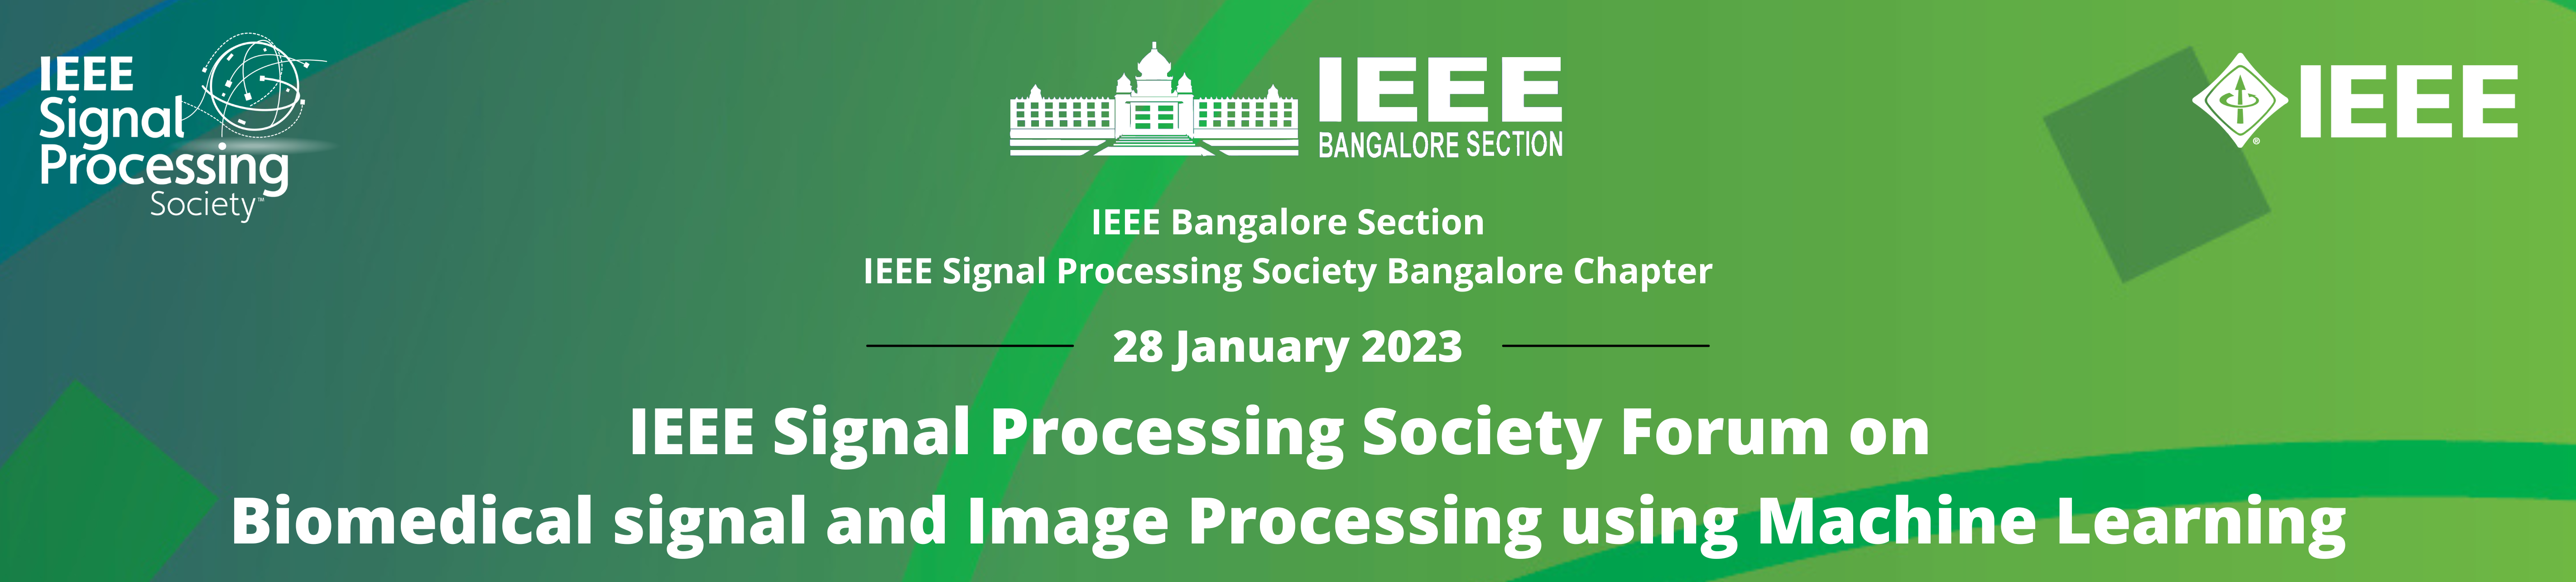 IEEE
Signal
Processing
Society™
IEEE
BANGALORE SECTION
IEEE
®
IEEE Bangalore Section
IEEE Signal Processing Society Bangalore Chapter
28 January 2023
IEEE Signal Processing Society Forum on
Biomedical signal and Image Processing using Machine Learning